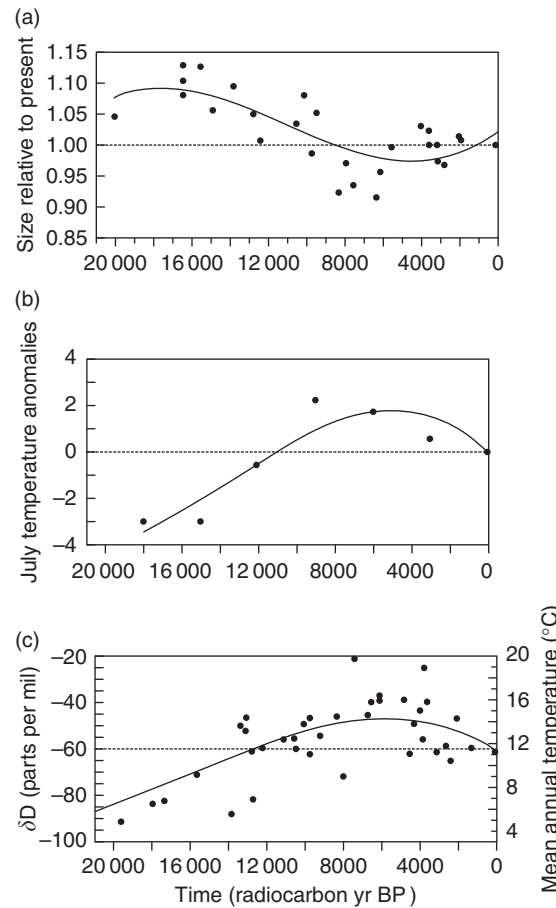 (a)
Size relative to present
1.15
1.10
1.05
1.00
0.95
0.90
0.85
20 000 16 000 12 000 8000 4000 0
(b)
July temperature anomalies
4
2
0
−2
−4
20 000 16 000 12 000 8000 4000 0
(c)
δD (parts per mil)
−20
−40
−60
−80
−100
Mean annual temperature (°C)
20
16
12
8
4
20 000 16 000 12 000 8000 4000 0
Time (radiocarbon yr BP)